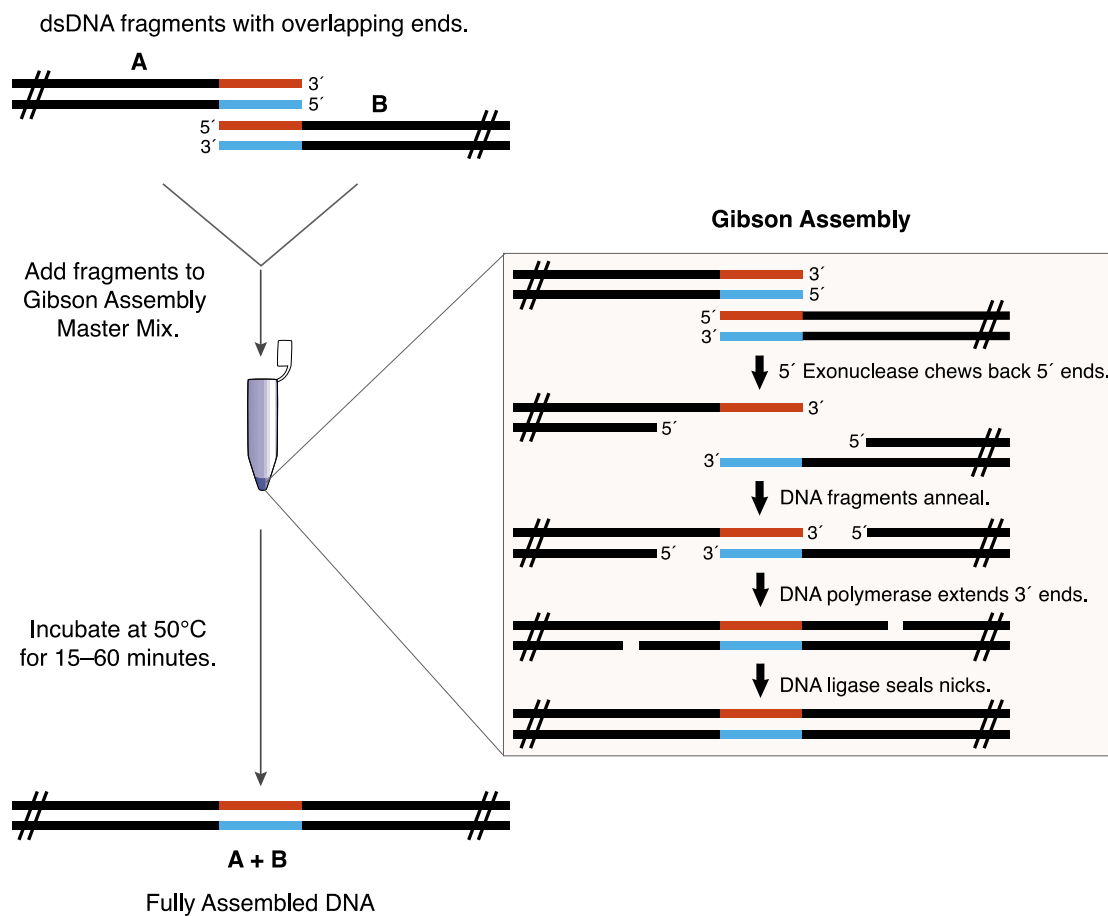 dsDNA fragments with overlapping ends.
A
3´
5´
B
5´
3´
Add fragments to
Gibson Assembly
Master Mix.
Incubate at 50°C
for 15–60 minutes.
A + B
Fully Assembled DNA
Gibson Assembly
3´
5´
5´
3´
5´ Exonuclease chews back 5´ ends.
3´
5´
5´
3´
DNA fragments anneal.
3´ 5´
5´ 3´
DNA polymerase extends 3´ ends.
DNA ligase seals nicks.